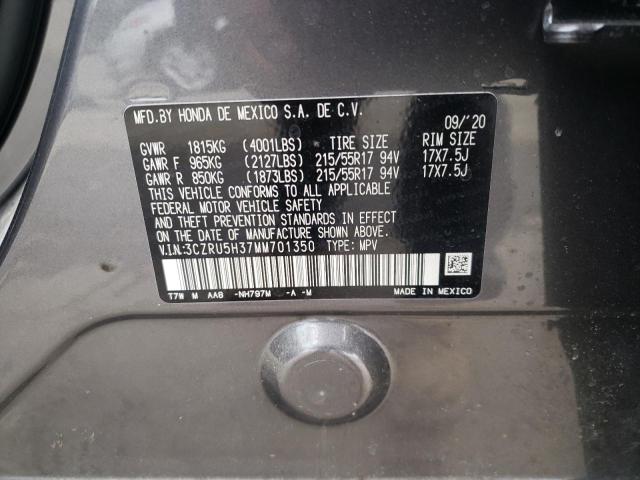 MFD.BY HONDA DE MEXICO S.A. DE C.V. 09/'20
GVWR 1815KG (4001LBS) TIRE SIZE RIM SIZE
GAWR F 965KG (2127LBS) 215/55R17 94V 17X7.5J
GAWR R 850KG (1873LBS) 215/55R17 94V 17X7.5J
THIS VEHICLE CONFORMS TO ALL APPLICABLE
FEDERAL MOTOR VEHICLE SAFETY
AND THEFT PREVENTION STANDARDS IN EFFECT
ON THE DATE OF MANUFACTURE SHOWN ABOVE.
V.I.N:3CZRU5H37MM701350 TYPE: MPV
T7W M AAB -NH797M -A -M MADE IN MEXICO